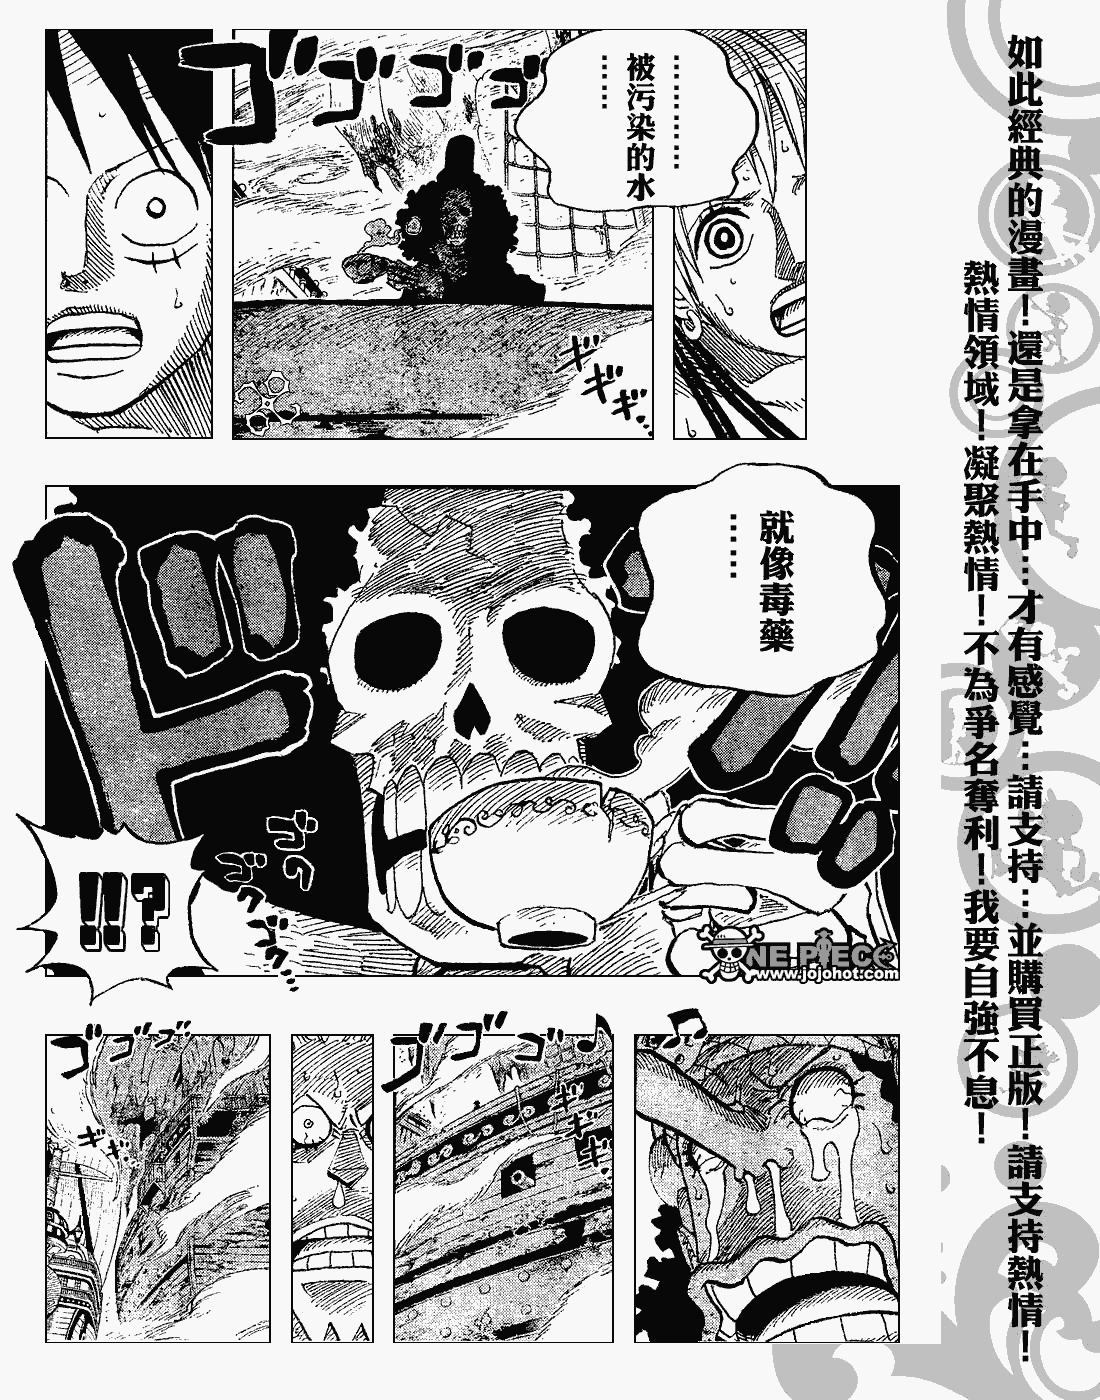 如此經典的漫畫！還是拿在手中…才有感覺…請支持…並購買正版！請支持熱情！
熱情領域！凝聚熱情！不為爭名奪利！我要自強不息！
…………
被污染的水
……
ゴゴゴゴ
ギギギ…
就像毒藥
……
ドン
ゴゴゴゴ…
!!!?
ONE PIECE
www.jojohot.com
♫
ゴゴゴ♪
ギギギ…
ゴゴゴ
ギギ…